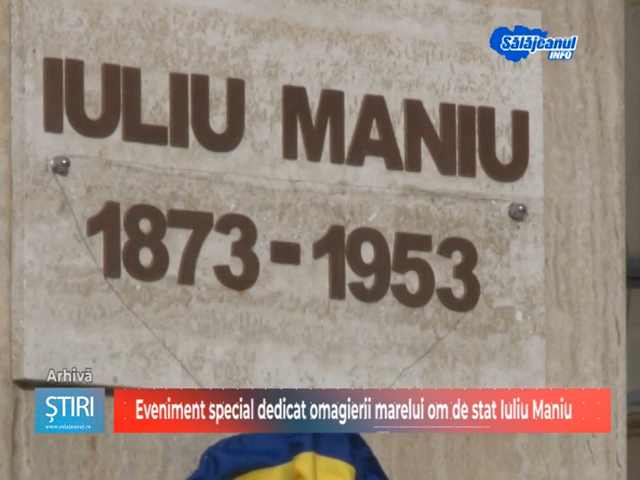 Sălăjeanul
INFO
IULIU MANIU
1873-1953
Arhivă
ȘTIRI
www.salajeanul.ro
Eveniment special dedicat omagierii marelui om de stat Iuliu Maniu